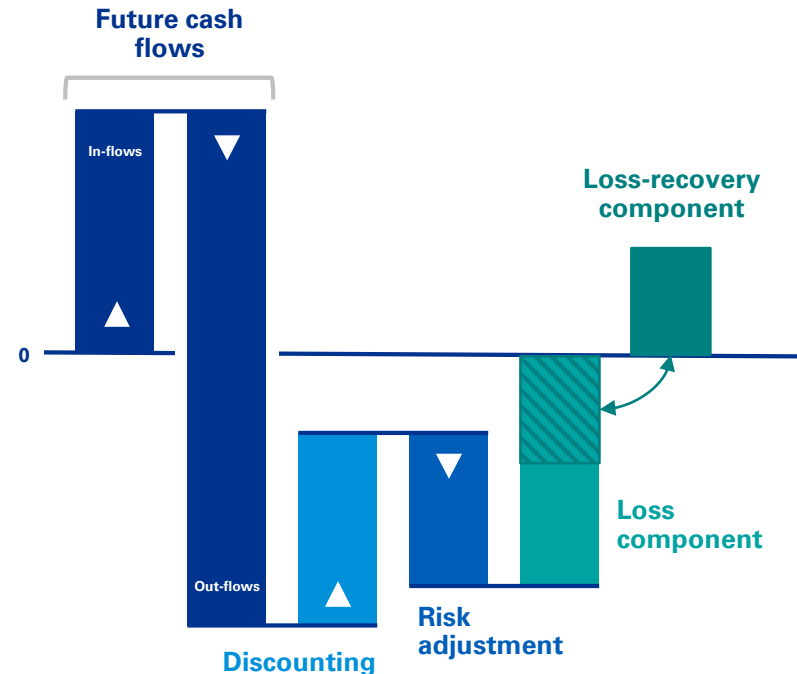 Future cash
flows
In-flows
Loss-recovery
component
0
Loss
component
Out-flows
Risk
adjustment
Discounting